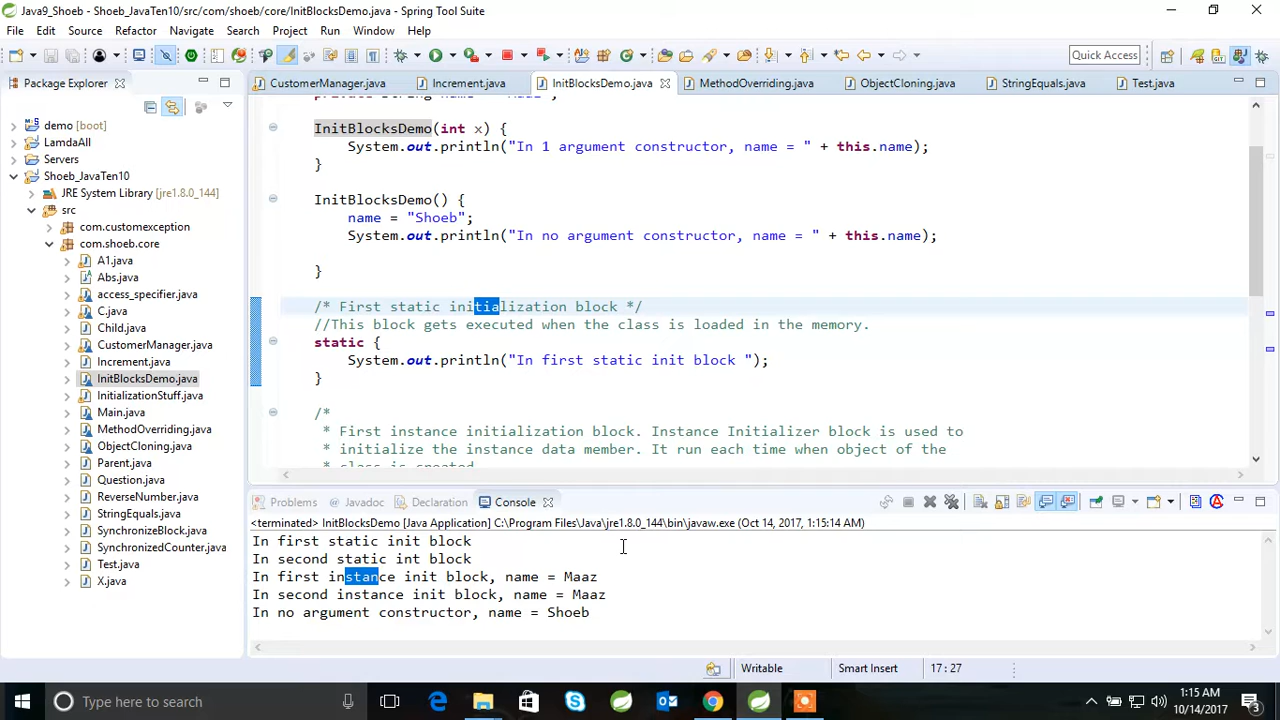 Java9_Shoeb - Shoeb_JavaTen10/src/com/shoeb/core/InitBlocksDemo.java - Spring Tool Suite
File Edit Source Refactor Navigate Search Project Run Window Help
Quick Access
Package Explorer
CustomerManager.java Increment.java InitBlocksDemo.java MethodOverriding.java ObjectCloning.java StringEquals.java Test.java
demo [boot]
LamdaAll
Servers
Shoeb_JavaTen10
JRE System Library [jre1.8.0_144]
src
com.customexception
com.shoeb.core
A1.java
Abs.java
access_specifier.java
C.java
Child.java
CustomerManager.java
Increment.java
InitBlocksDemo.java
InitializationStuff.java
Main.java
MethodOverriding.java
ObjectCloning.java
Parent.java
Question.java
ReverseNumber.java
StringEquals.java
SynchronizeBlock.java
SynchronizedCounter.java
Test.java
X.java
InitBlocksDemo(int x) {
System.out.println("In 1 argument constructor, name = " + this.name);
}
InitBlocksDemo() {
name = "Shoeb";
System.out.println("In no argument constructor, name = " + this.name);
}
/* First static initialization block */
//This block gets executed when the class is loaded in the memory.
static {
System.out.println("In first static init block ");
}
/*
* First instance initialization block. Instance Initializer block is used to
* initialize the instance data member. It run each time when object of the
* class is created
Problems Javadoc Declaration Console
<terminated> InitBlocksDemo [Java Application] C:\Program Files\Java\jre1.8.0_144\bin\javaw.exe (Oct 14, 2017, 1:15:14 AM)
In first static init block
In second static int block
In first instance init block, name = Maaz
In second instance init block, name = Maaz
In no argument constructor, name = Shoeb
Writable Smart Insert 17 : 27
Type here to search
1:15 AM
10/14/2017
3